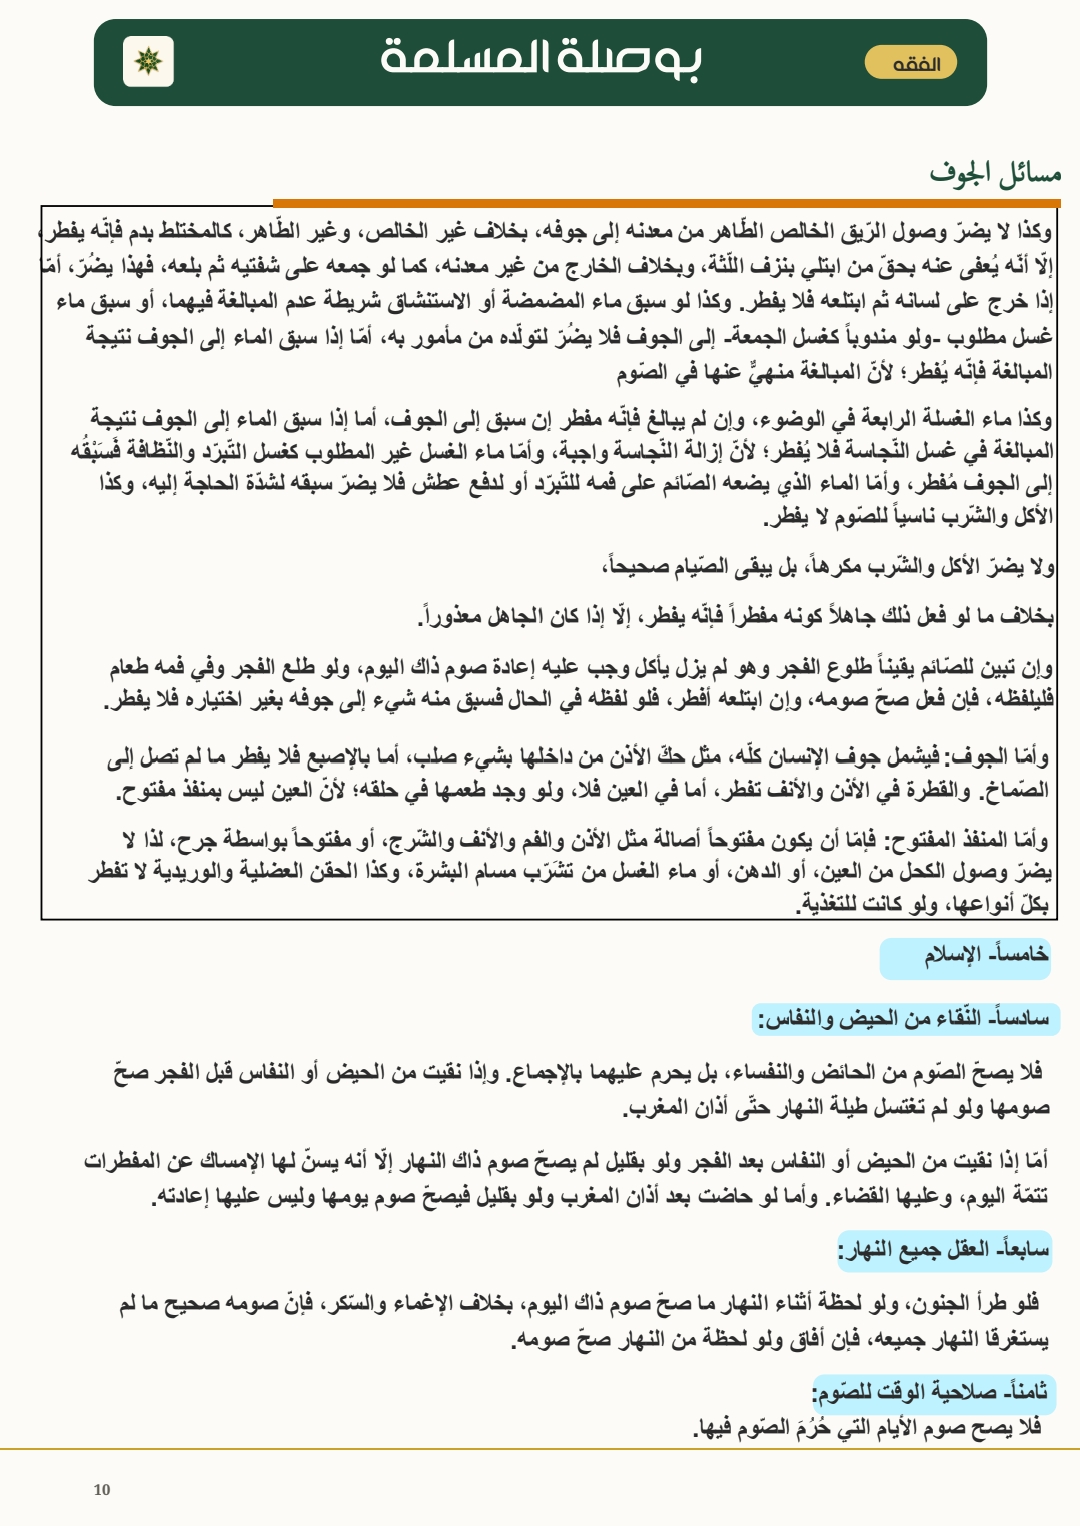 الفقه
بوصلة المسلمة
مسائل الجوف
وكذا لا يضرّ وصول الرّيق الخالص الطّاهر من معدنه إلى جوفه، بخلاف غير الخالص، وغير الطّاهر، كالمختلط بدم فإنّه يفطر،
إلّا أنّه يُعفى عنه بحقّ من ابتلي بنزف اللّثة، وبخلاف الخارج من غير معدنه، كما لو جمعه على شفتيه ثم بلعه، فهذا يضُرّ، أمّا
إذا خرج على لسانه ثم ابتلعه فلا يفطر. وكذا لو سبق ماء المضمضة أو الاستنشاق شريطة عدم المبالغة فيهما، أو سبق ماء
غسل مطلوب -ولو مندوباً كغسل الجمعة- إلى الجوف فلا يضُرّ لتولّده من مأمور به، أمّا إذا سبق الماء إلى الجوف نتيجة
المبالغة فإنّه يُفطر؛ لأنّ المبالغة منهيٌّ عنها في الصّوم
وكذا ماء الغسلة الرابعة في الوضوء، وإن لم يبالغ فإنّه مفطر إن سبق إلى الجوف، أما إذا سبق الماء إلى الجوف نتيجة
المبالغة في غسل النّجاسة فلا يُفطر؛ لأنّ إزالة النّجاسة واجبة، وأمّا ماء الغسل غير المطلوب كغسل التّبرّد والنّظافة فَسَبْقُه
إلى الجوف مُفطر، وأمّا الماء الذي يضعه الصّائم على فمه للتّبرّد أو لدفع عطش فلا يضرّ سبقه لشدّة الحاجة إليه، وكذا
الأكل والشّرب ناسياً للصّوم لا يفطر.
ولا يضرّ الأكل والشّرب مكرهاً، بل يبقى الصّيام صحيحاً،
بخلاف ما لو فعل ذلك جاهلاً كونه مفطراً فإنّه يفطر، إلّا إذا كان الجاهل معذوراً.
وإن تبين للصّائم يقيناً طلوع الفجر وهو لم يزل يأكل وجب عليه إعادة صوم ذاك اليوم، ولو طلع الفجر وفي فمه طعام
فليلفظه، فإن فعل صحّ صومه، وإن ابتلعه أفطر، فلو لفظه في الحال فسبق منه شيء إلى جوفه بغير اختياره فلا يفطر.
وأمّا الجوف: فيشمل جوف الإنسان كلّه، مثل حكّ الأذن من داخلها بشيء صلب، أما بالإصبع فلا يفطر ما لم تصل إلى
الصّماخ. والقطرة في الأذن والأنف تفطر، أما في العين فلا، ولو وجد طعمها في حلقه؛ لأنّ العين ليس بمنفذ مفتوح.
وأمّا المنفذ المفتوح: فإمّا أن يكون مفتوحاً أصالة مثل الأذن والفم والأنف والشّرج، أو مفتوحاً بواسطة جرح، لذا لا
يضرّ وصول الكحل من العين، أو الدهن، أو ماء الغسل من تشَرّب مسام البشرة، وكذا الحقن العضلية والوريدية لا تفطر
بكلّ أنواعها، ولو كانت للتغذية.
خامساً- الإسلام
سادساً- النّقاء من الحيض والنفاس:
فلا يصحّ الصّوم من الحائض والنفساء، بل يحرم عليهما بالإجماع. وإذا نقيت من الحيض أو النفاس قبل الفجر صحّ
صومها ولو لم تغتسل طيلة النهار حتّى أذان المغرب.
أمّا إذا نقيت من الحيض أو النفاس بعد الفجر ولو بقليل لم يصحّ صوم ذاك النهار إلّا أنه يسنّ لها الإمساك عن المفطرات
تتمّة اليوم، وعليها القضاء. وأما لو حاضت بعد أذان المغرب ولو بقليل فيصحّ صوم يومها وليس عليها إعادته.
سابعاً- العقل جميع النهار:
فلو طرأ الجنون، ولو لحظة أثناء النهار ما صحّ صوم ذاك اليوم، بخلاف الإغماء والسّكر، فإنّ صومه صحيح ما لم
يستغرقا النهار جميعه، فإن أفاق ولو لحظة من النهار صحّ صومه.
ثامناً- صلاحية الوقت للصّوم:
فلا يصح صوم الأيام التي حُرُمَ الصّوم فيها.
10